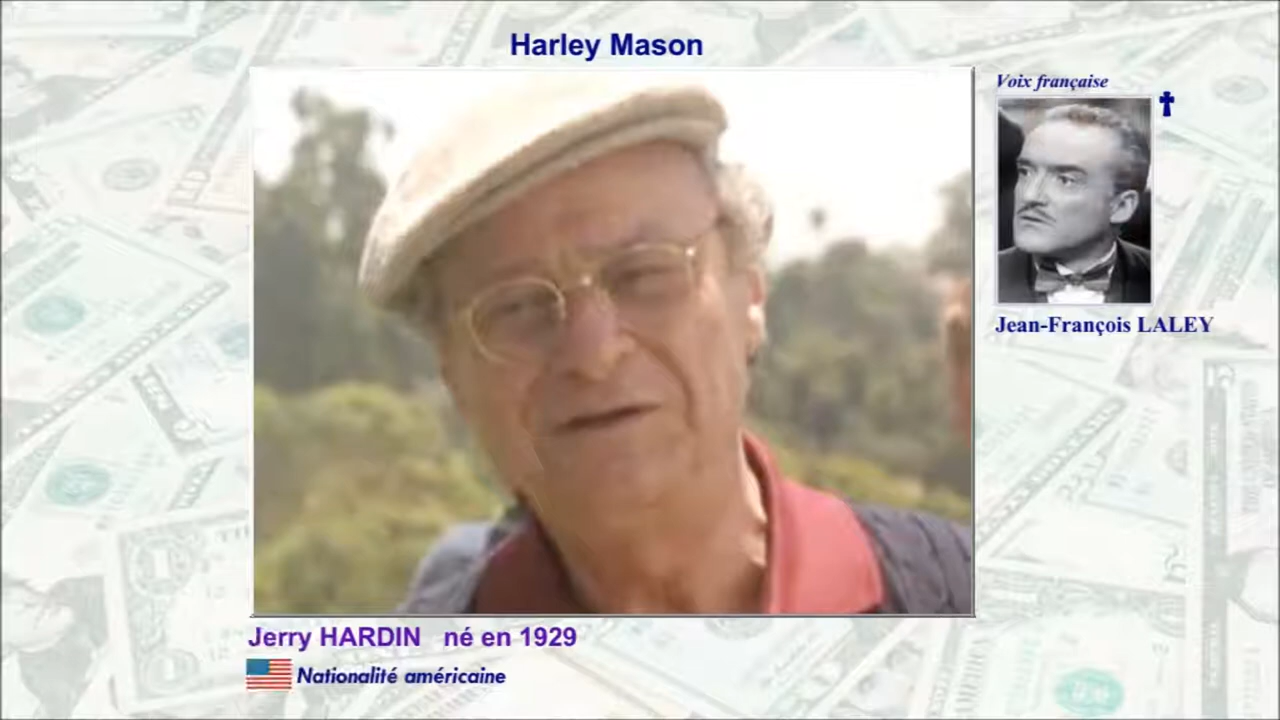 Harley Mason
Voix française
Jean-François LALEY
Jerry HARDIN né en 1929
Nationalité américaine